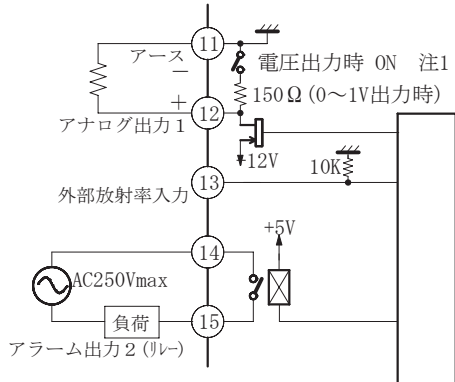 11
アース
−
電圧出力時 ON 注1
150Ω(0～1V出力時)
+
12
アナログ出力1
-12V
10K
13
外部放射率入力
+5V
14
AC250Vmax
15
負荷
アラーム出力2(リレー)